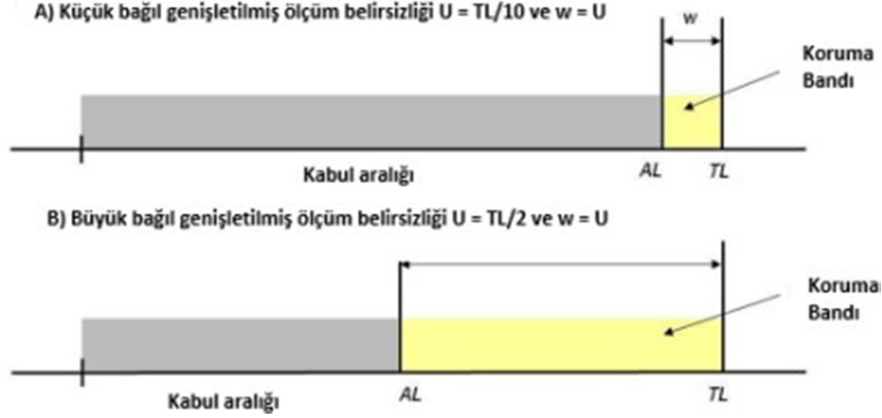 A) Küçük bağıl genişletilmiş ölçüm belirsizliği U = TL/10 ve w = U
w
Koruma
Bandı
Kabul aralığı
AL
TL
B) Büyük bağıl genişletilmiş ölçüm belirsizliği U = TL/2 ve w = U
Koruma
Bandı
Kabul aralığı
AL
TL